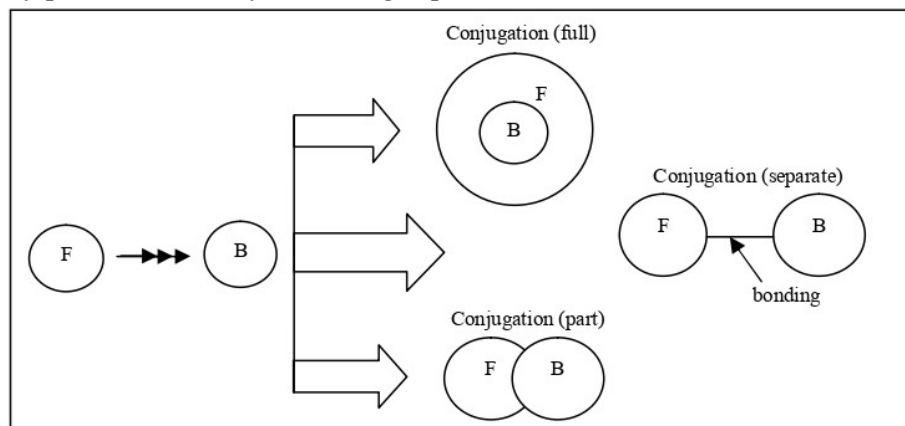 Conjugation (full)
F
B
Conjugation (separate)
F
B
F
B
bonding
Conjugation (part)
F
B